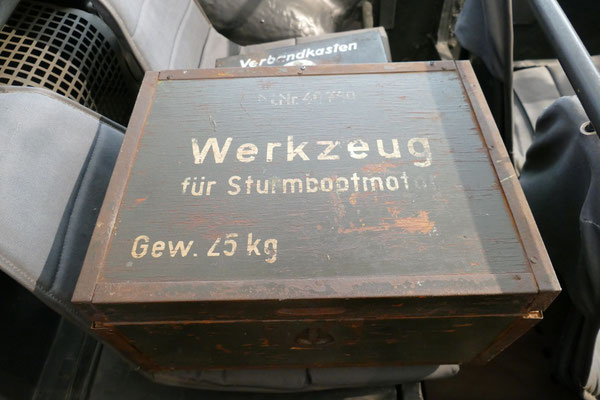 Verbandkasten
Werkzeug
für Sturmbootmotor
Gew. 25 kg